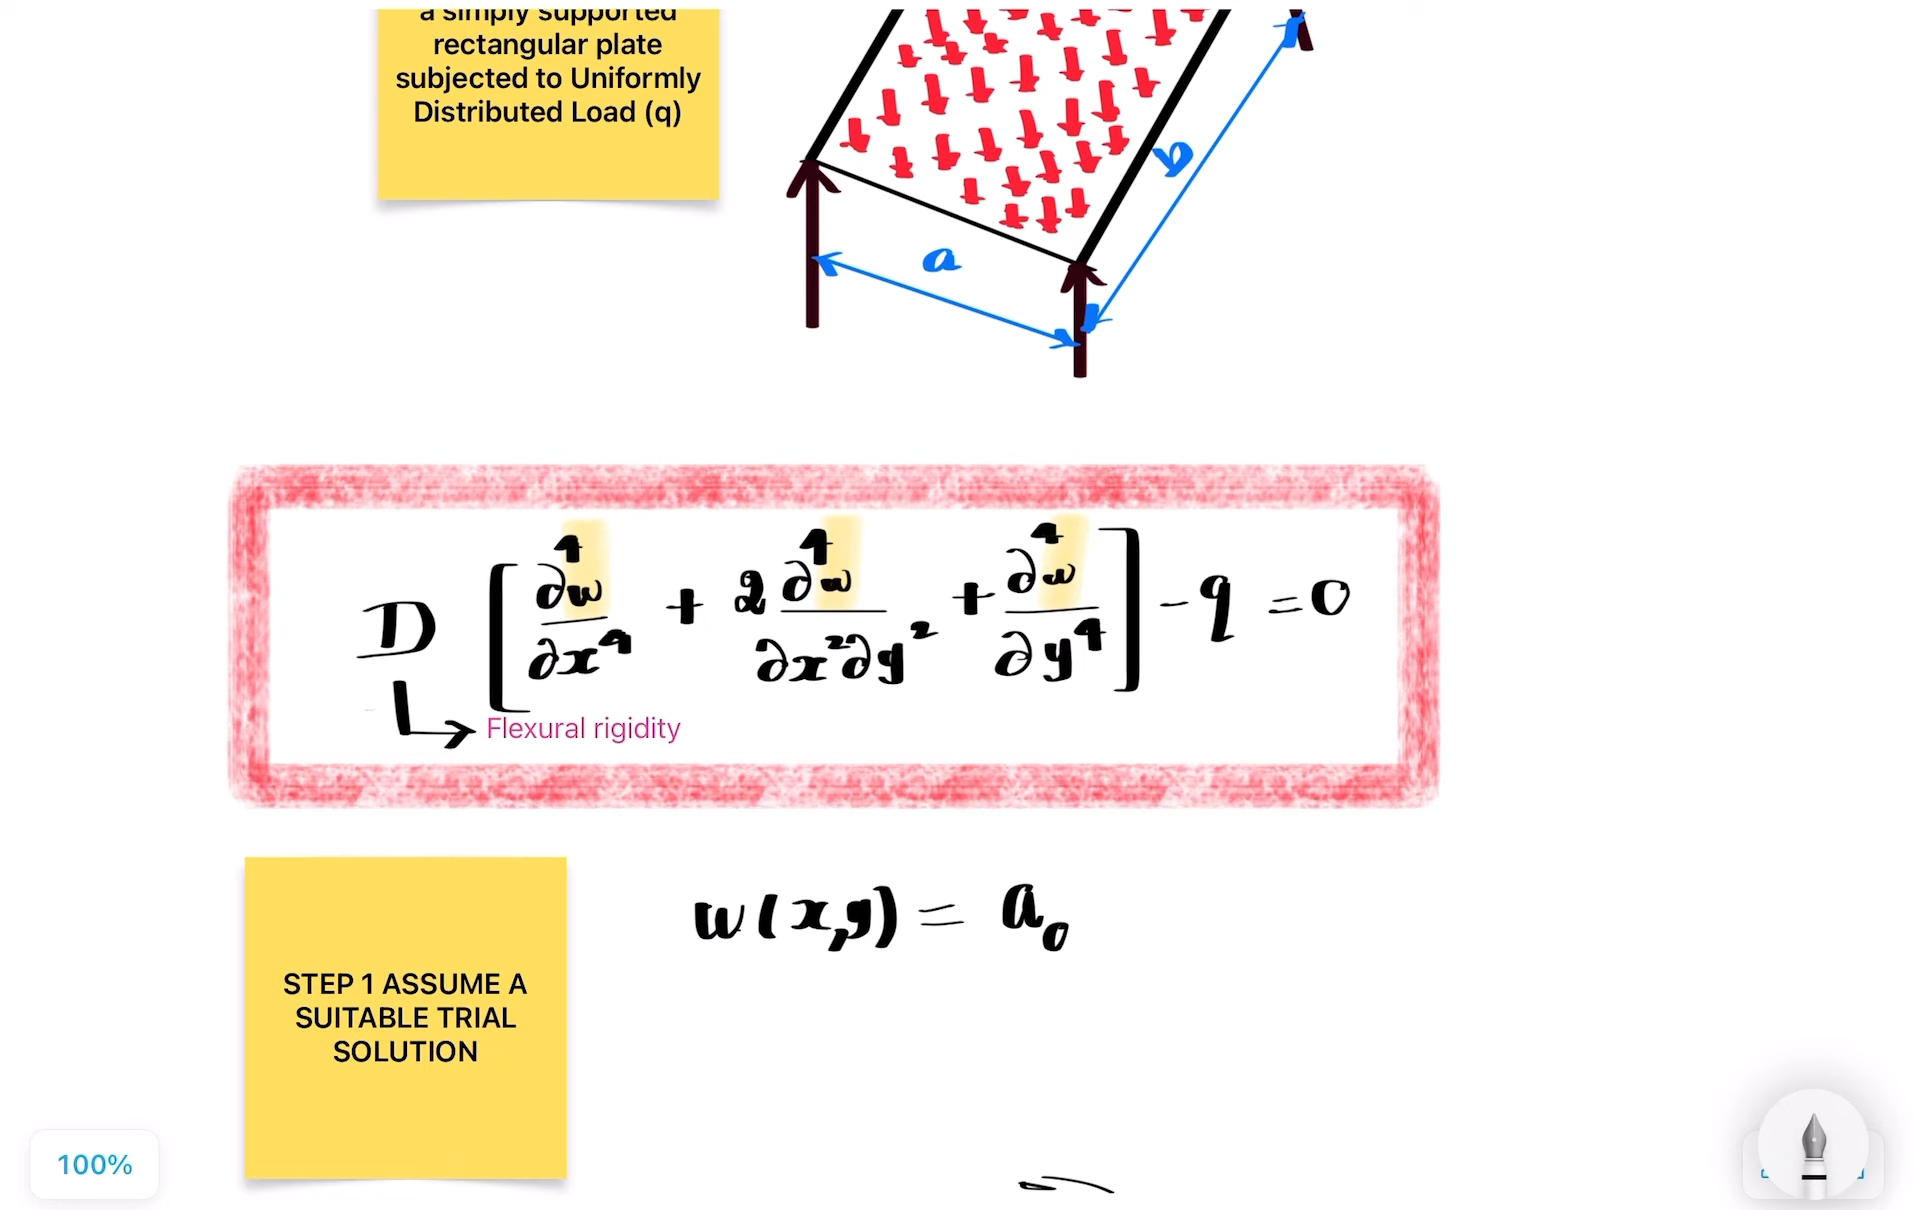 a simply supported
rectangular plate
subjected to Uniformly
Distributed Load (q)
a
b
D [∂⁴w/∂x⁴ + 2 ∂⁴w/∂x²∂y² + ∂⁴w/∂y⁴] - q = 0
Flexural rigidity
w(x,y) = a₀
STEP 1 ASSUME A
SUITABLE TRIAL
SOLUTION
100%